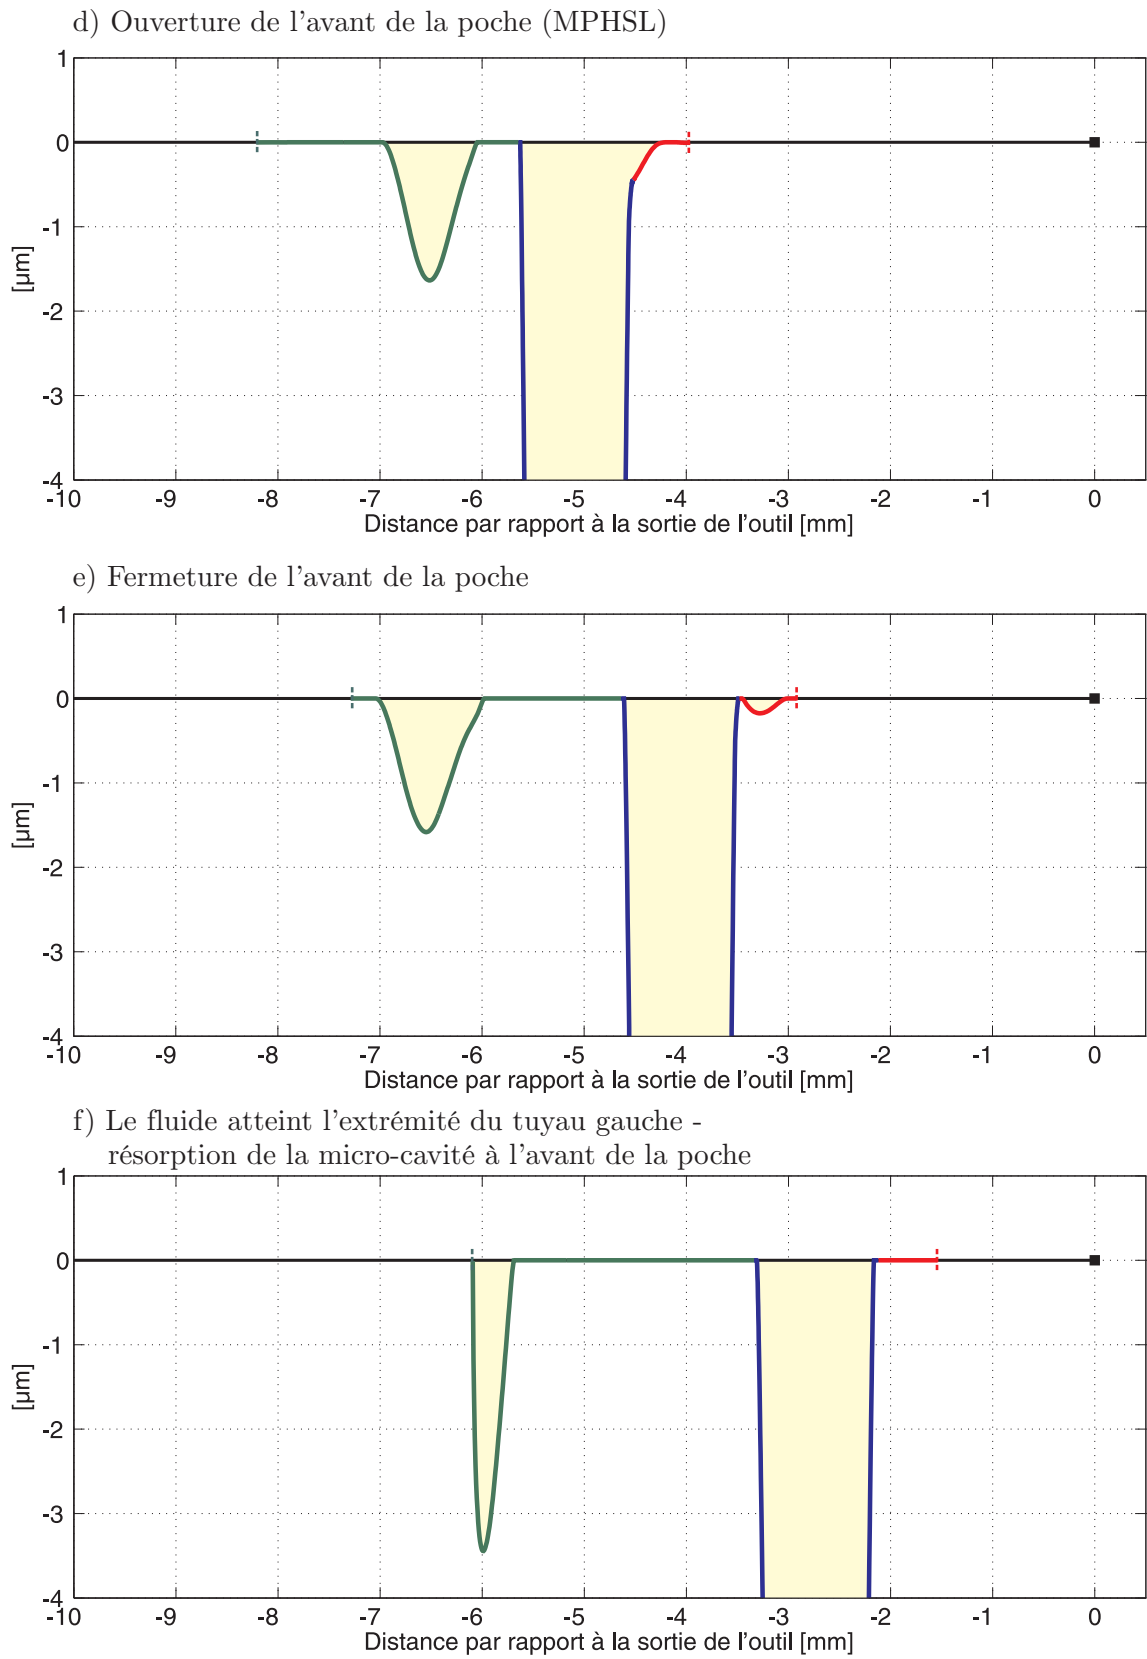 d) Ouverture de l'avant de la poche (MPHSL)
1
0
-1
-2
-3
-4
[µm]
-10 -9 -8 -7 -6 -5 -4 -3 -2 -1 0
Distance par rapport à la sortie de l'outil [mm]
e) Fermeture de l'avant de la poche
1
0
-1
-2
-3
-4
[µm]
-10 -9 -8 -7 -6 -5 -4 -3 -2 -1 0
Distance par rapport à la sortie de l'outil [mm]
f) Le fluide atteint l'extrémité du tuyau gauche -
résorption de la micro-cavité à l'avant de la poche
1
0
-1
-2
-3
-4
[µm]
-10 -9 -8 -7 -6 -5 -4 -3 -2 -1 0
Distance par rapport à la sortie de l'outil [mm]